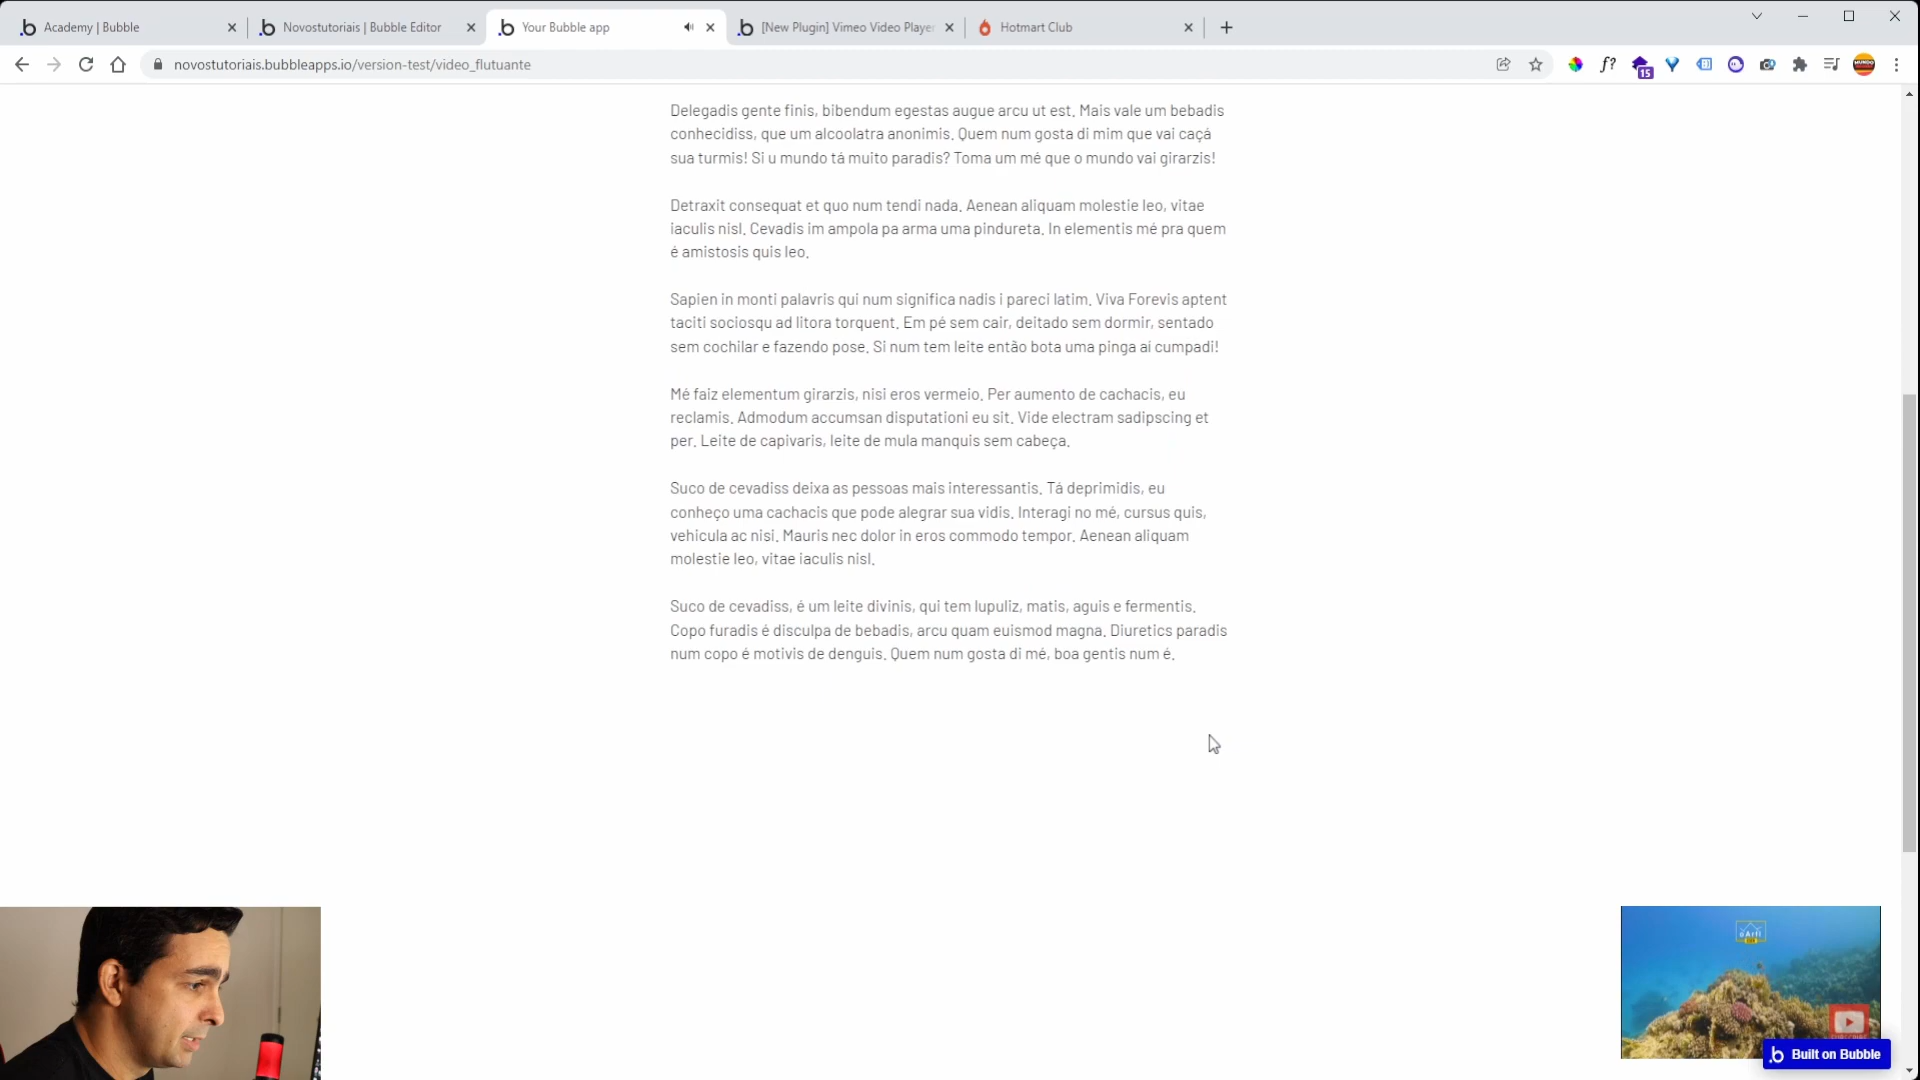 Academy | Bubble
Novostutoriais | Bubble Editor
Your Bubble app
[New Plugin] Vimeo Video Player
Hotmart Club
novostutoriais.bubbleapps.io/version-test/video_flutuante
f?
15
Delegadis gente finis, bibendum egestas augue arcu ut est. Mais vale um bebadis
conhecidiss, que um alcoolatra anonimis. Quem num gosta di mim que vai caçá
sua turmis! Si u mundo tá muito paradis? Toma um mé que o mundo vai girarzis!
Detraxit consequat et quo num tendi nada. Aenean aliquam molestie leo, vitae
iaculis nisl. Cevadis im ampola pa arma uma pindureta. In elementis mé pra quem
é amistosis quis leo.
Sapien in monti palavris qui num significa nadis i pareci latim. Viva Forevis aptent
taciti sociosqu ad litora torquent. Em pé sem cair, deitado sem dormir, sentado
sem cochilar e fazendo pose. Si num tem leite então bota uma pinga aí cumpadi!
Mé faiz elementum girarzis, nisi eros vermeio. Per aumento de cachacis, eu
reclamis. Admodum accumsan disputationi eu sit. Vide electram sadipscing et
per. Leite de capivaris, leite de mula manquis sem cabeça.
Suco de cevadiss deixa as pessoas mais interessantis. Tá deprimidis, eu
conheço uma cachacis que pode alegrar sua vidis. Interagi no mé, cursus quis,
vehicula ac nisi. Mauris nec dolor in eros commodo tempor. Aenean aliquam
molestie leo, vitae iaculis nisl.
Suco de cevadiss, é um leite divinis, qui tem lupuliz, matis, aguis e fermentis.
Copo furadis é disculpa de bebadis, arcu quam euismod magna. Diuretics paradis
num copo é motivis de denguis. Quem num gosta di mé, boa gentis num é.
Built on Bubble